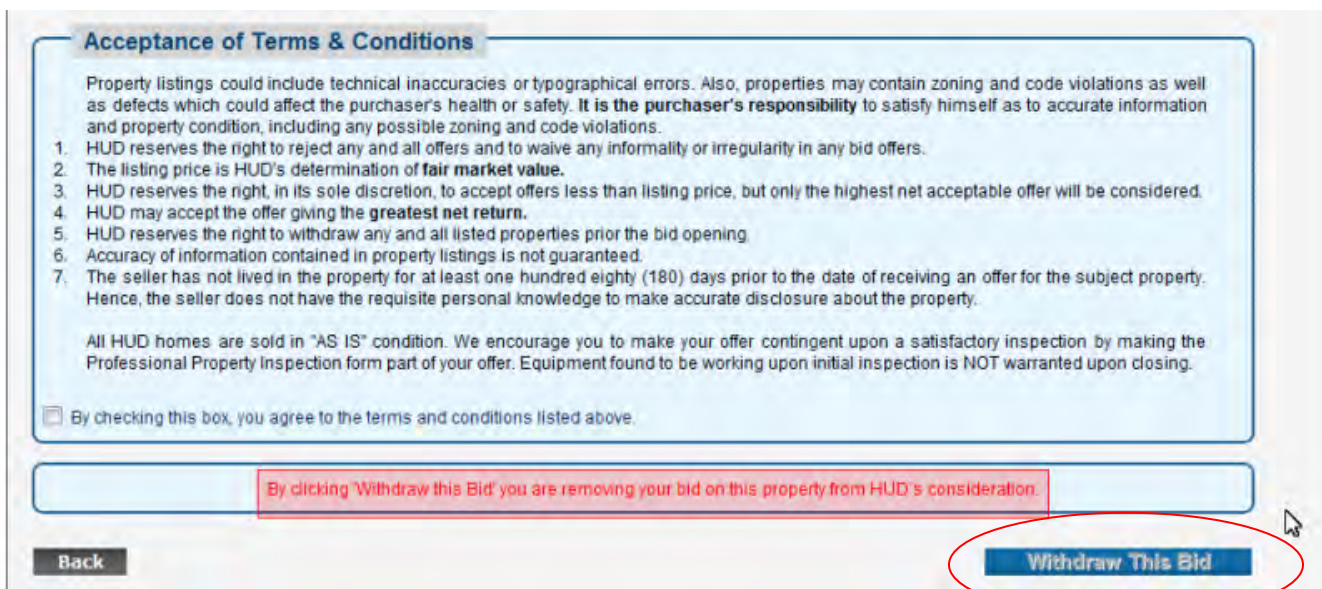 Acceptance of Terms & Conditions
Property listings could include technical inaccuracies or typographical errors. Also, properties may contain zoning and code violations as well
as defects which could affect the purchaser's health or safety. It is the purchaser's responsibility to satisfy himself as to accurate information
and property condition, including any possible zoning and code violations.
1. HUD reserves the right to reject any and all offers and to waive any informality or irregularity in any bid offers.
2. The listing price is HUD's determination of fair market value.
3. HUD reserves the right, in its sole discretion, to accept offers less than listing price, but only the highest net acceptable offer will be considered.
4. HUD may accept the offer giving the greatest net return.
5. HUD reserves the right to withdraw any and all listed properties prior the bid opening.
6. Accuracy of information contained in property listings is not guaranteed.
7. The seller has not lived in the property for at least one hundred eighty (180) days prior to the date of receiving an offer for the subject property.
Hence, the seller does not have the requisite personal knowledge to make accurate disclosure about the property.
All HUD homes are sold in "AS IS" condition. We encourage you to make your offer contingent upon a satisfactory inspection by making the
Professional Property Inspection form part of your offer. Equipment found to be working upon initial inspection is NOT warranted upon closing.
By checking this box, you agree to the terms and conditions listed above.
By clicking 'Withdraw this Bid' you are removing your bid on this property from HUD's consideration.
Back
Withdraw This Bid